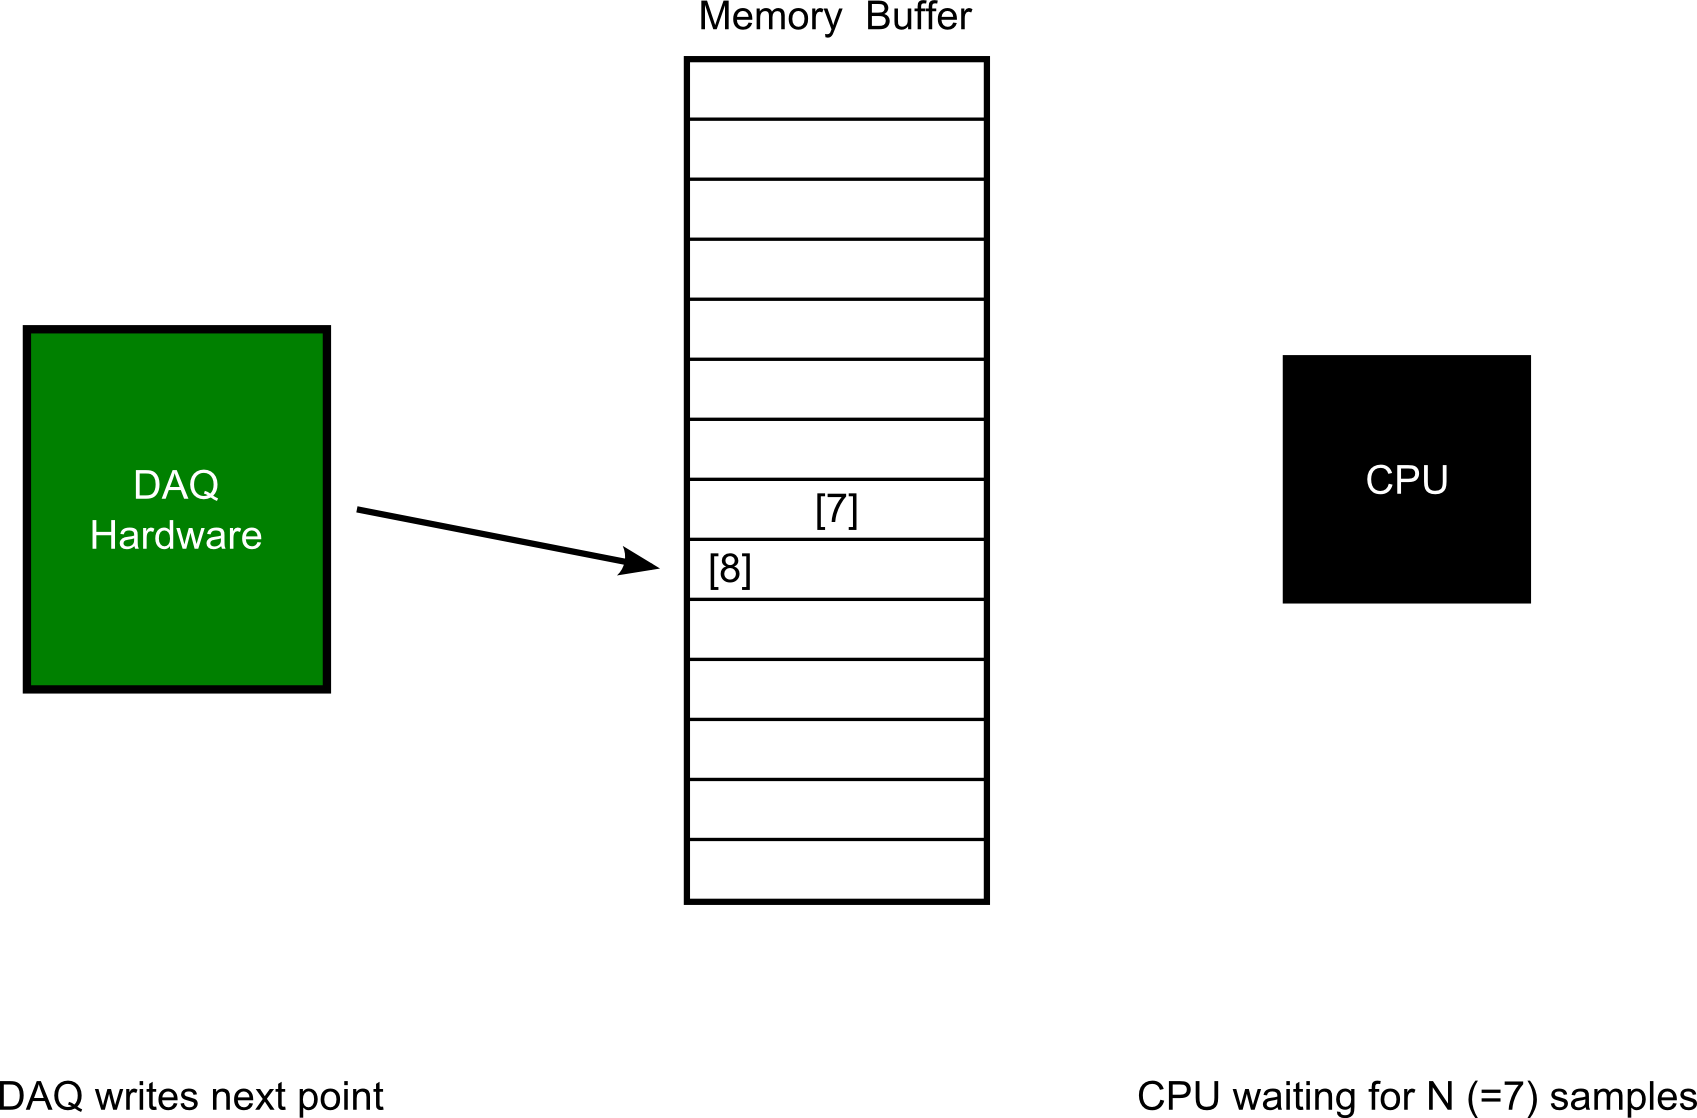 Memory Buffer
DAQ
Hardware
CPU
[7]
[8]
DAQ writes next point
CPU waiting for N (=7) samples